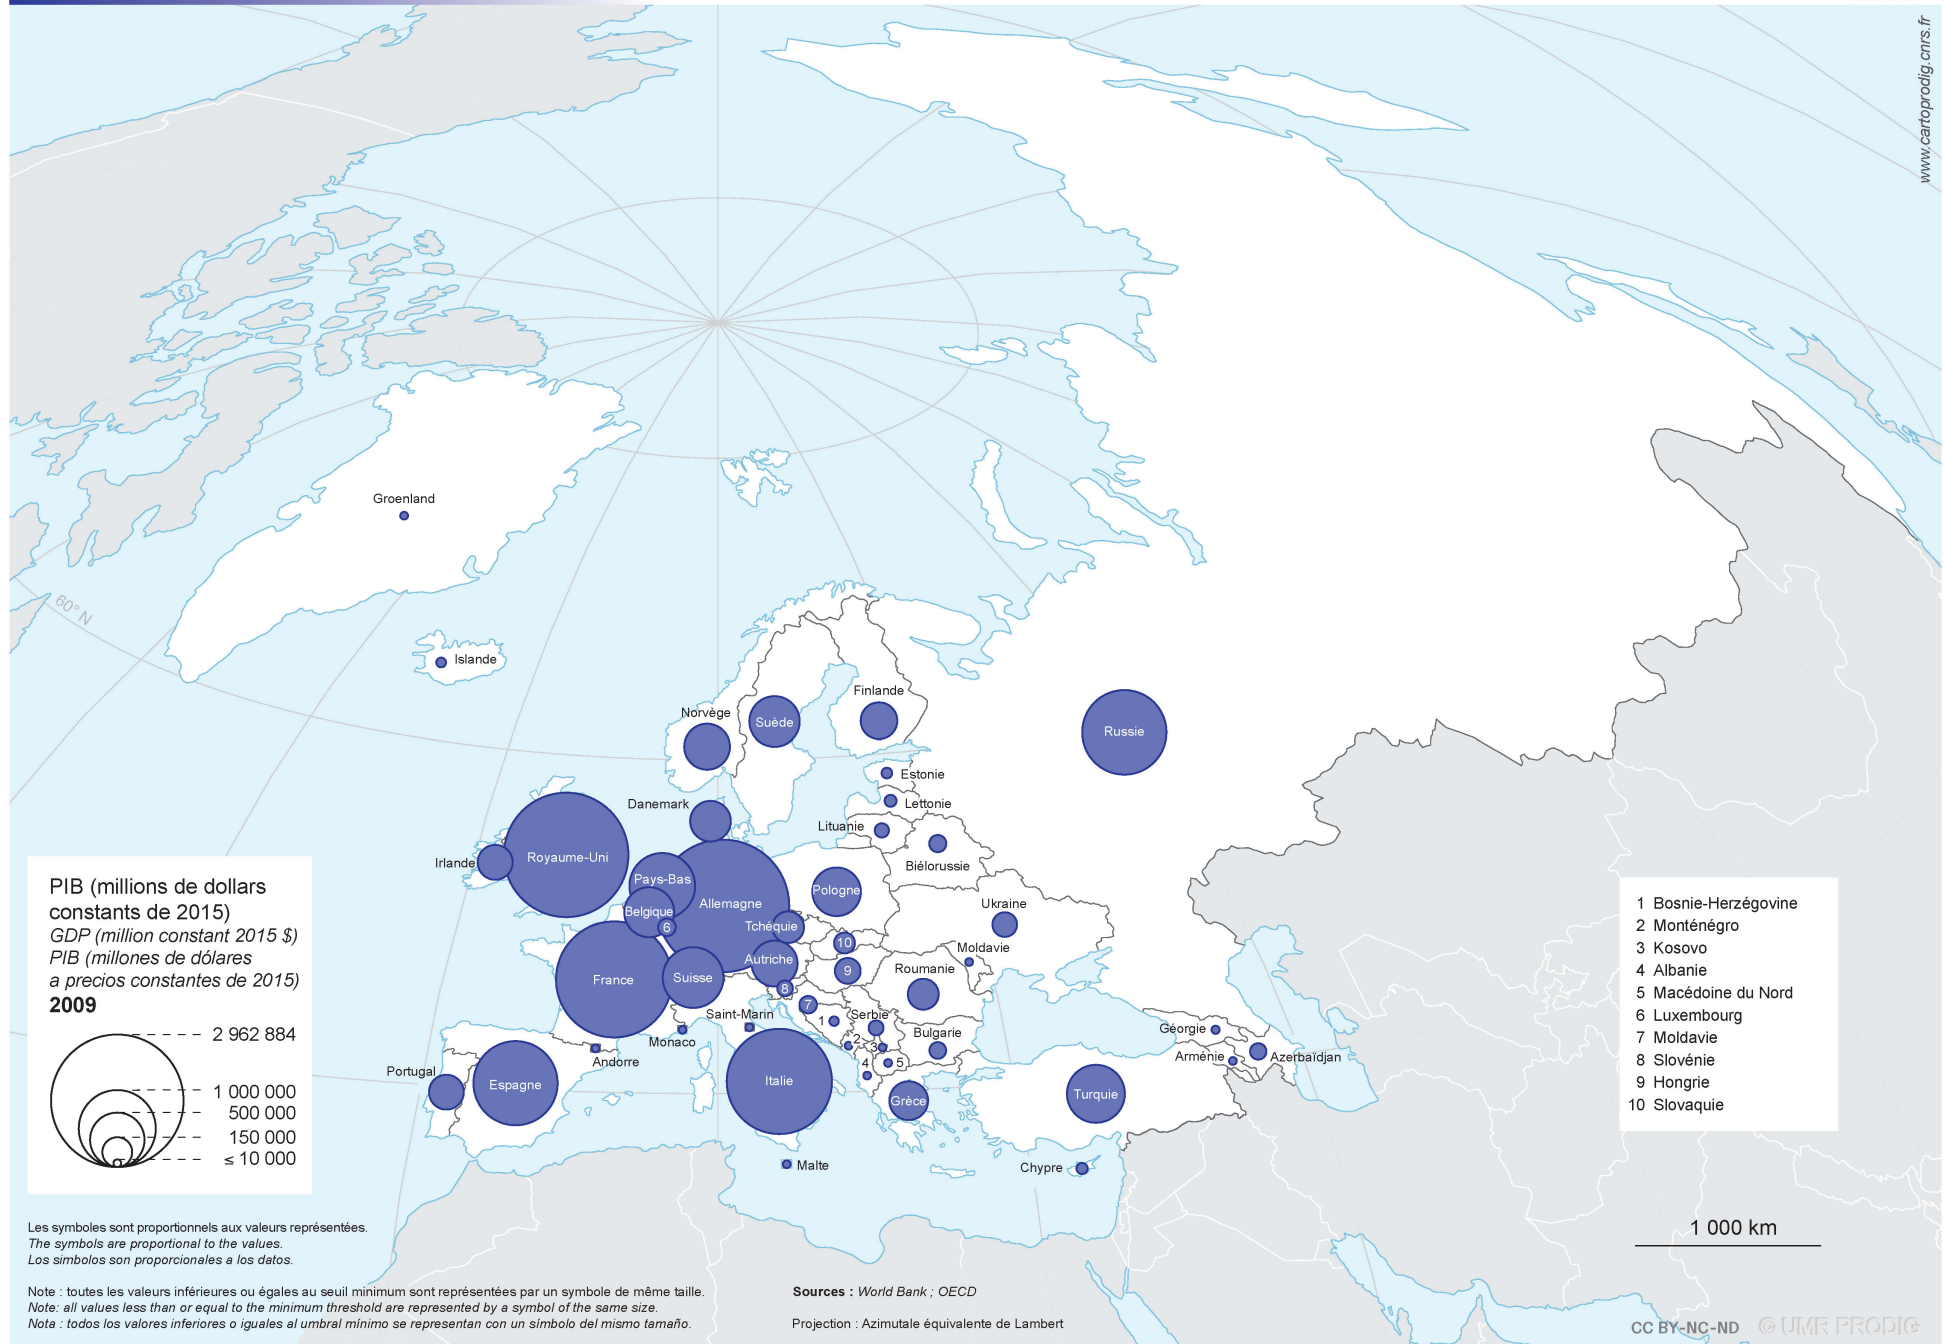 www.cartoprodig.cnrs.fr
Groenland
60° N
Islande
Finlande
Norvège
Suède
Russie
Estonie
Danemark
Lettonie
Lituanie
Royaume-Uni
Irlande
Biélorussie
Pays-Bas
Pologne
Allemagne
Ukraine
Belgique
6
Tchéquie
10
Moldavie
Autriche
9
Roumanie
France
Suisse
8
7
Saint-Marin
1
Serbie
Géorgie
Monaco
2
3
Bulgarie
Andorre
4
5
Arménie
Azerbaïdjan
Portugal
Espagne
Italie
Grèce
Turquie
Malte
Chypre
PIB (millions de dollars
constants de 2015)
GDP (million constant 2015 $)
PIB (millones de dólares
a precios constantes de 2015)
2009
2 962 884
1 000 000
500 000
150 000
≤ 10 000
1 Bosnie-Herzégovine
2 Monténégro
3 Kosovo
4 Albanie
5 Macédoine du Nord
6 Luxembourg
7 Moldavie
8 Slovénie
9 Hongrie
10 Slovaquie
1 000 km
Les symboles sont proportionnels aux valeurs représentées.
The symbols are proportional to the values.
Los simbolos son proporcionales a los datos.
Note : toutes les valeurs inférieures ou égales au seuil minimum sont représentées par un symbole de même taille.
Note: all values less than or equal to the minimum threshold are represented by a symbol of the same size.
Nota : todos los valores inferiores o iguales al umbral mínimo se representan con un símbolo del mismo tamaño.
Sources : World Bank ; OECD
Projection : Azimutale équivalente de Lambert
CC BY-NC-ND © UMR PRODIG